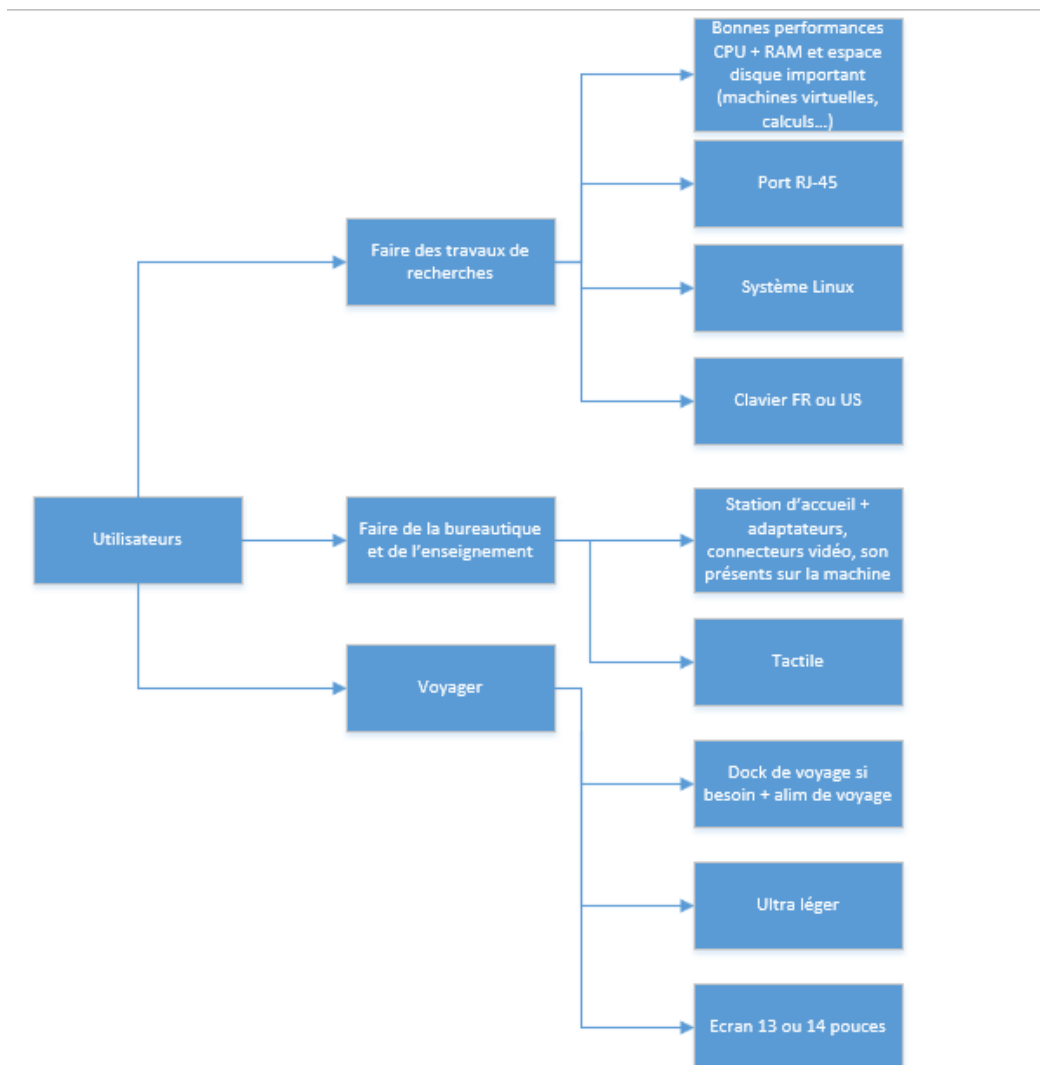 Bonnes performances
CPU + RAM et espace
disque important
(machines virtuelles,
calculs...)
Port RJ-45
Faire des travaux de
recherches
Système Linux
Clavier FR ou US
Utilisateurs
Faire de la bureautique
et de l'enseignement
Station d'accueil +
adaptateurs,
connecteurs vidéo, son
présents sur la machine
Tactile
Voyager
Dock de voyage si
besoin + alim de voyage
Ultra léger
Ecran 13 ou 14 pouces